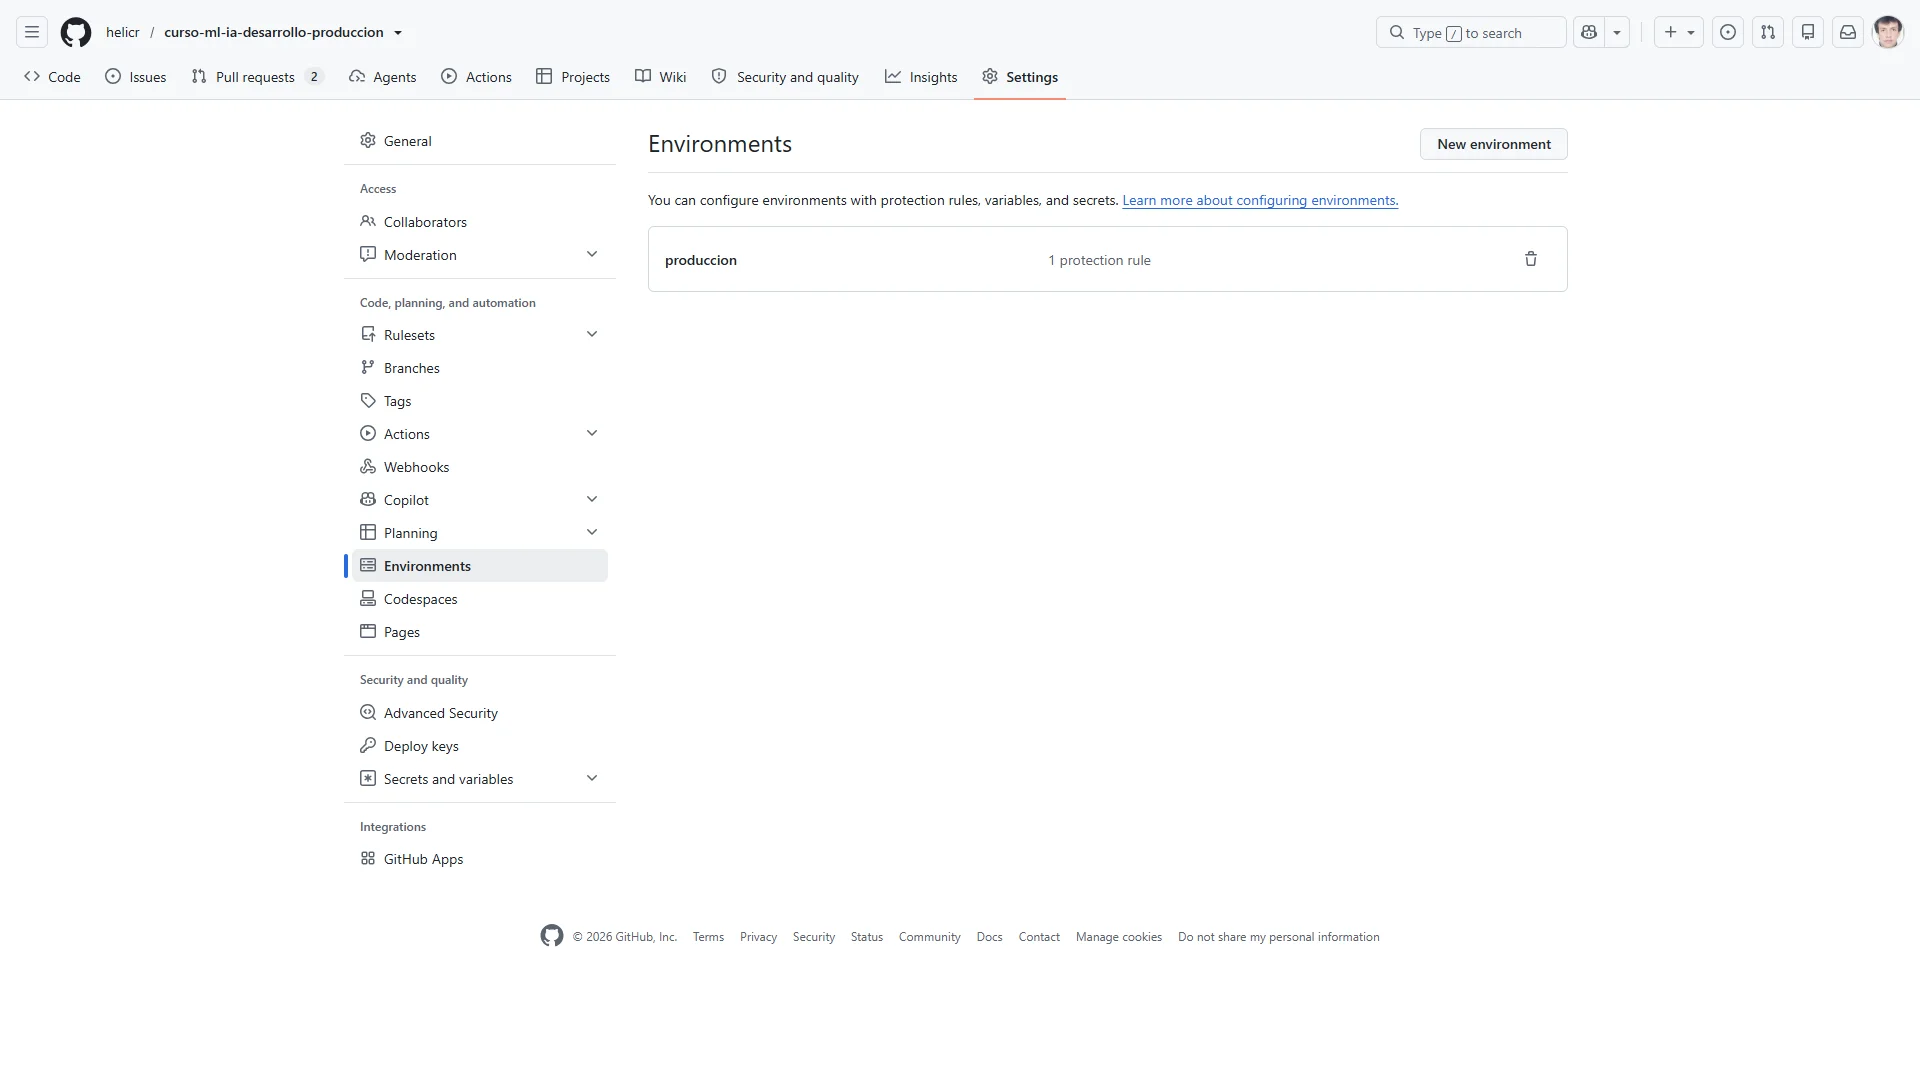 helicr / curso-ml-ia-desarrollo-produccion
Type / to search
Code
Issues
Pull requests 2
Agents
Actions
Projects
Wiki
Security and quality
Insights
Settings
General
Access
Collaborators
Moderation
Code, planning, and automation
Rulesets
Branches
Tags
Actions
Webhooks
Copilot
Planning
Environments
Codespaces
Pages
Security and quality
Advanced Security
Deploy keys
Secrets and variables
Integrations
GitHub Apps
Environments
New environment
You can configure environments with protection rules, variables, and secrets. Learn more about configuring environments.
produccion
1 protection rule
© 2026 GitHub, Inc. Terms Privacy Security Status Community Docs Contact Manage cookies Do not share my personal information